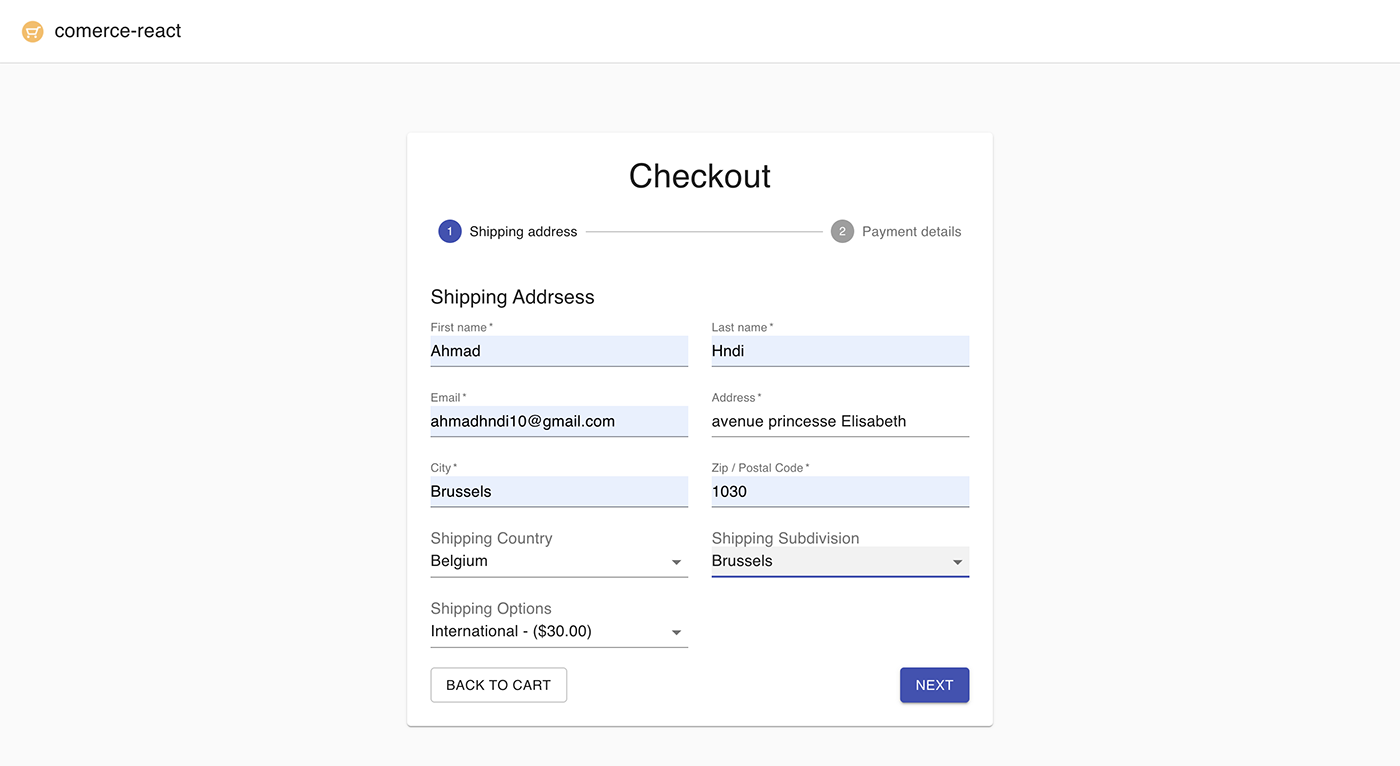 comerce-react
Checkout
1 Shipping address 2 Payment details
Shipping Addrsess
First name * Last name *
Ahmad Hndi
Email * Address *
ahmadhndi10@gmail.com avenue princesse Elisabeth
City * Zip / Postal Code *
Brussels 1030
Shipping Country Shipping Subdivision
Belgium Brussels
Shipping Options
International - ($30.00)
BACK TO CART NEXT